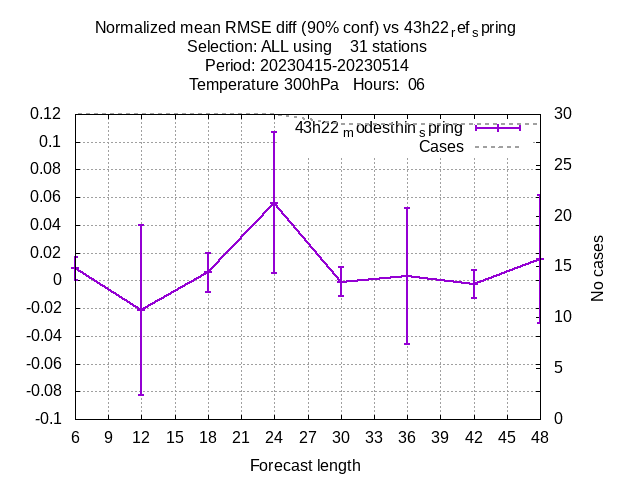 Normalized mean RMSE diff (90% conf) vs 43h22refspring
Selection: ALL using 31 stations
Period: 20230415-20230514
Temperature 300hPa Hours: 06
43h22modesthinspring
Cases
0.12
0.1
0.08
0.06
0.04
0.02
0
-0.02
-0.04
-0.06
-0.08
-0.1
30
25
20
15
10
5
0
No cases
6 9 12 15 18 21 24 27 30 33 36 39 42 45 48
Forecast length